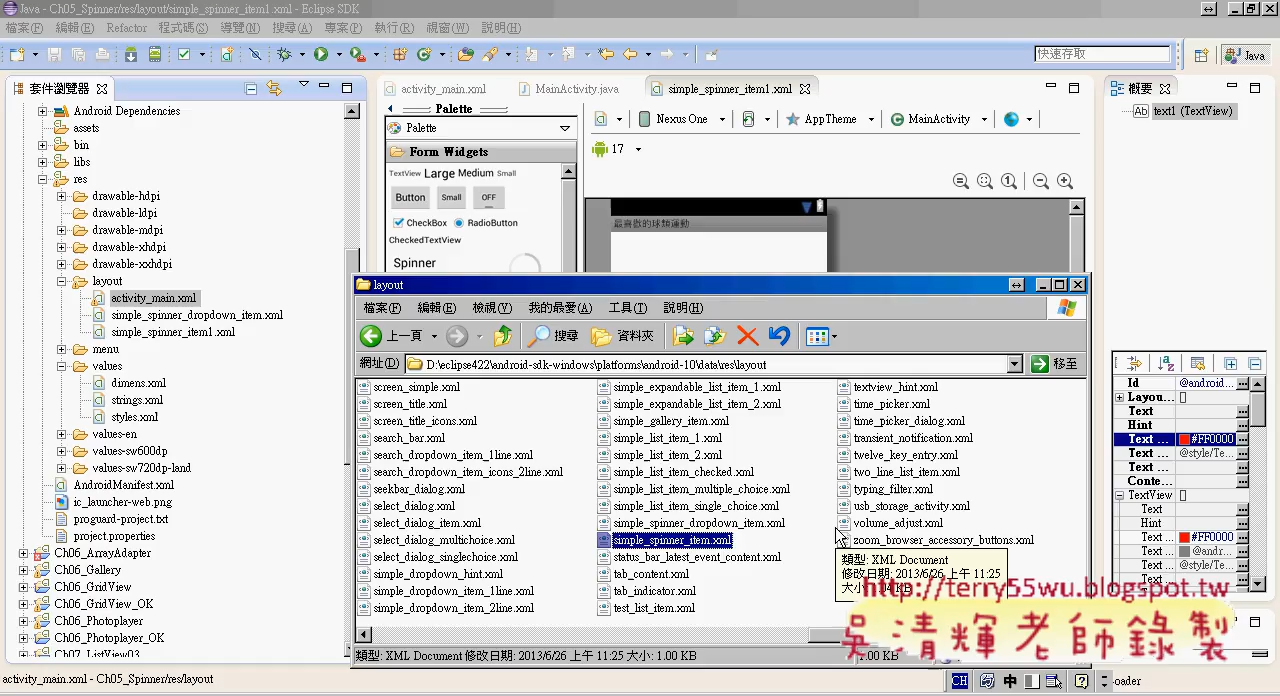 Java - Ch05_Spinner/res/layout/simple_spinner_item1 .xml - Eclipse SDK
檔案(F) 編輯(E) Refactor 程式碼(S) 導覽(N) 搜尋(A) 專案(P) 執行(R) 視窗(W) 說明(H)
快速存取
Java
套件瀏覽器
Android Dependencies
assets
bin
libs
res
drawable-hdpi
drawable-ldpi
drawable-mdpi
drawable-xhdpi
drawable-xxhdpi
layout
activity_main.xml
simple_spinner_dropdown_item.xml
simple_spinner_item1 .xml
menu
values
dimens.xml
strings.xml
styles.xml
values-en
values-sw600dp
values-sw720dp-land
AndroidManifest.xml
ic_launcher-web.png
proguard-project.txt
project.properties
Ch06_ArrayAdapter
Ch06_Gallery
Ch06_GridView
Ch06_GridView_OK
Ch06_Photoplayer
Ch06_Photoplayer_OK
Ch07_ListView03
activity_main.xml
MainActivity.java
simple_spinner_item1 .xml
Palette
Palette
Form Widgets
TextView Large Medium Small
Button Small OFF
CheckBox RadioButton
CheckedTextView
Spinner
Nexus One
AppTheme
MainActivity
17
最喜歡的球類運動
概要
text1 (TextView)
Id @android...
Layou... []
Text
Hint
Text ... #FF0000
Text ... @style/Te...
Text ...
Conte...
TextView []
Text
Hint
Text ... #FF0000
Text ... @andr...
Text ... @style/Te...
layout
檔案(F) 編輯(E) 檢視(V) 我的最愛(A) 工具(T) 說明(H)
上一頁 搜尋 資料夾
網址(D) D:\eclipse422\android-sdk-windows\platforms\android-10\data\res\layout 移至
screen_simple.xml
screen_title.xml
screen_title_icons.xml
search_bar.xml
search_dropdown_item_1line.xml
search_dropdown_item_icons_2line.xml
seekbar_dialog.xml
select_dialog.xml
select_dialog_item.xml
select_dialog_multichoice.xml
select_dialog_singlechoice.xml
simple_dropdown_hint.xml
simple_dropdown_item_1line.xml
simple_dropdown_item_2line.xml
simple_expandable_list_item_1.xml
simple_expandable_list_item_2.xml
simple_gallery_item.xml
simple_list_item_1.xml
simple_list_item_2.xml
simple_list_item_checked.xml
simple_list_item_multiple_choice.xml
simple_list_item_single_choice.xml
simple_spinner_dropdown_item.xml
simple_spinner_item.xml
status_bar_latest_event_content.xml
tab_content.xml
tab_indicator.xml
test_list_item.xml
textview_hint.xml
time_picker.xml
time_picker_dialog.xml
transient_notification.xml
twelve_key_entry.xml
two_line_list_item.xml
typing_filter.xml
usb_storage_activity.xml
volume_adjust.xml
zoom_browser_accessory_buttons.xml
類型: XML Document
修改日期: 2013/6/26 上午 11:25
http://terry55wu.blogspot.tw
吳清輝老師錄製
類型: XML Document 修改日期: 2013/6/26 上午 11:25 大小: 1.00 KB 1.00 KB
activity_main.xml - Ch05_Spinner/res/layout
CH 中
oader